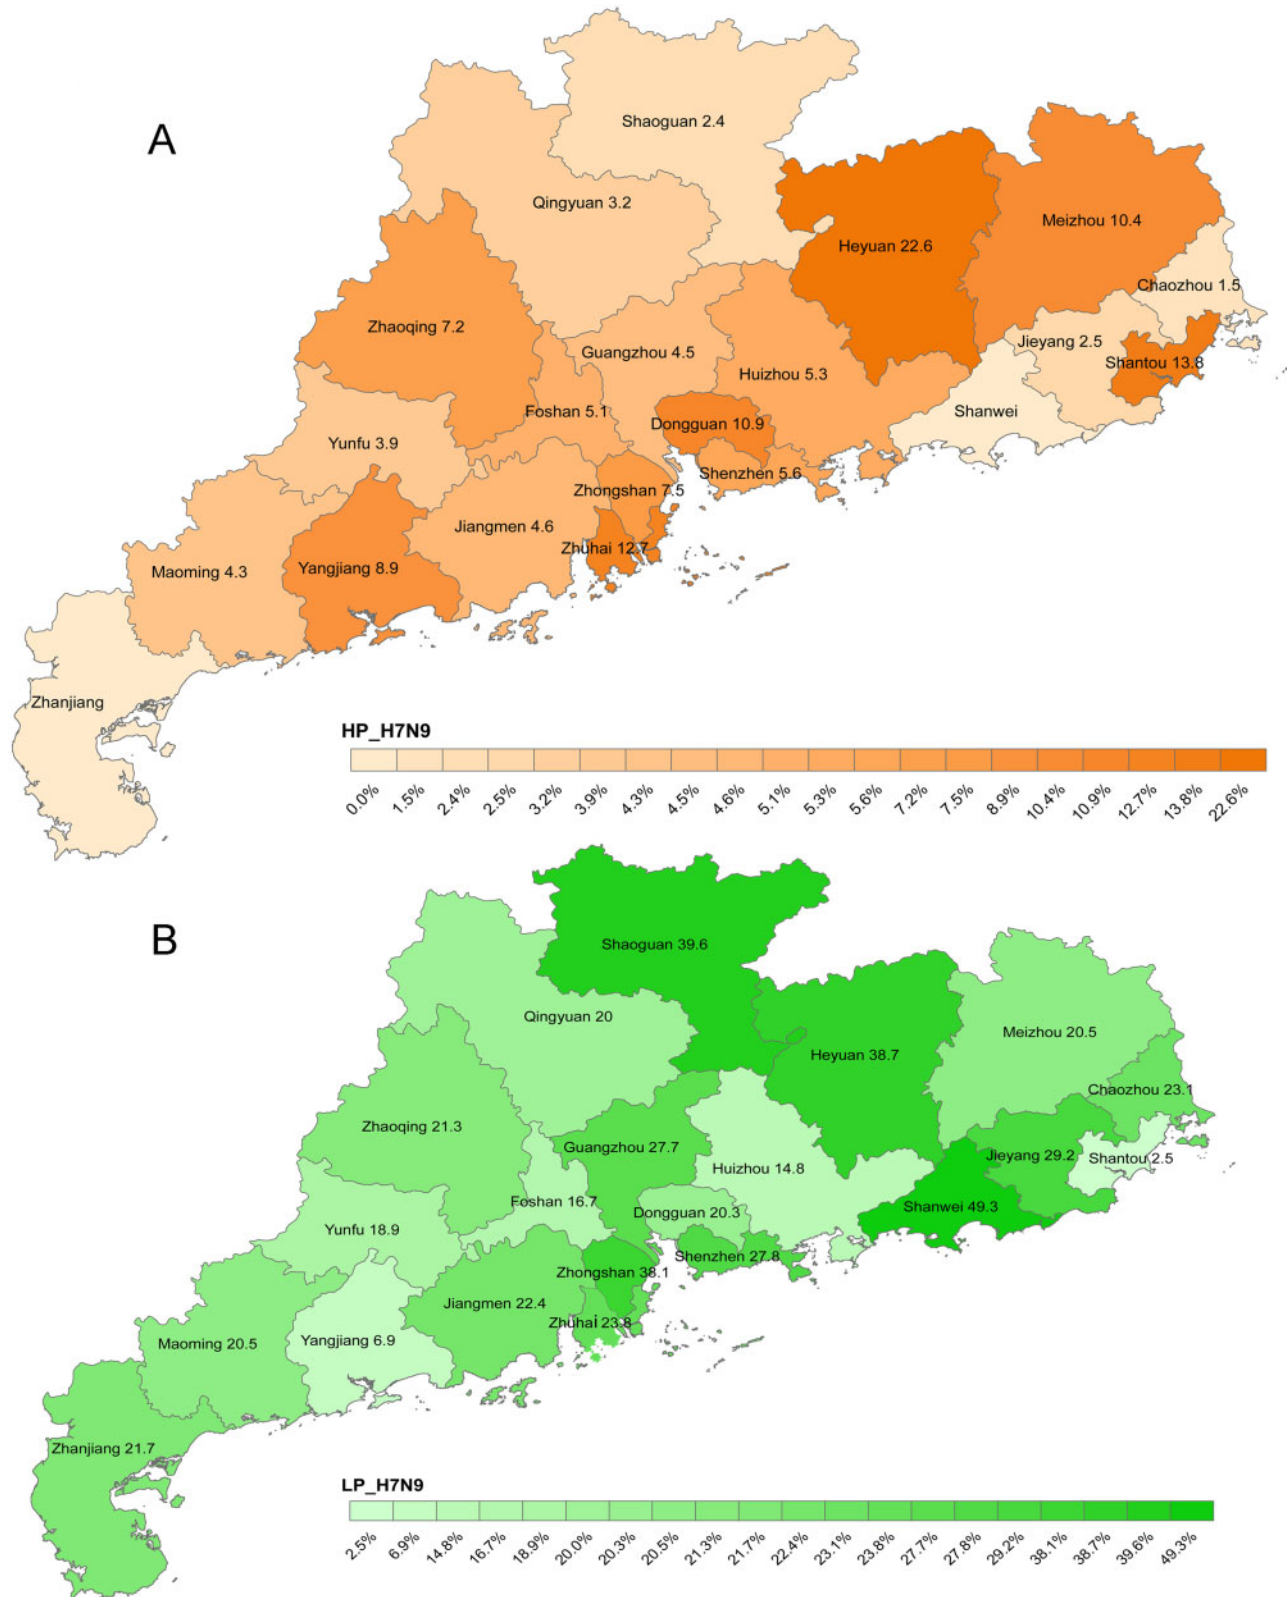 A
Shaoguan 2.4
Qingyuan 3.2
Meizhou 10.4
Heyuan 22.6
Chaozhou 1.5
Zhaoqing 7.2
Guangzhou 4.5
Jieyang 2.5
Shantou 13.8
Huizhou 5.3
Foshan 5.1
Shanwei
Dongguan 10.9
Yunfu 3.9
Shenzhen 5.6
Zhongshan 7.5
Jiangmen 4.6
Zhuhai 12.7
Maoming 4.3
Yangjiang 8.9
Zhanjiang
HP_H7N9
0.0% 1.5% 2.4% 2.5% 3.2% 3.9% 4.3% 4.5% 4.6% 5.1% 5.3% 5.6% 7.2% 7.5% 8.9% 10.4% 10.9% 12.7% 13.8% 22.6%
B
Shaoguan 39.6
Qingyuan 20
Meizhou 20.5
Heyuan 38.7
Chaozhou 23.1
Zhaoqing 21.3
Guangzhou 27.7
Jieyang 29.2
Shantou 2.5
Huizhou 14.8
Foshan 16.7
Shanwei 49.3
Dongguan 20.3
Yunfu 18.9
Shenzhen 27.8
Zhongshan 38.1
Jiangmen 22.4
Zhuhai 23.8
Maoming 20.5
Yangjiang 6.9
Zhanjiang 21.7
LP_H7N9
2.5% 6.9% 14.8% 16.7% 18.9% 20.0% 20.3% 20.5% 21.3% 21.7% 22.4% 23.1% 23.8% 27.7% 27.8% 29.2% 38.1% 38.7% 39.6% 49.3%